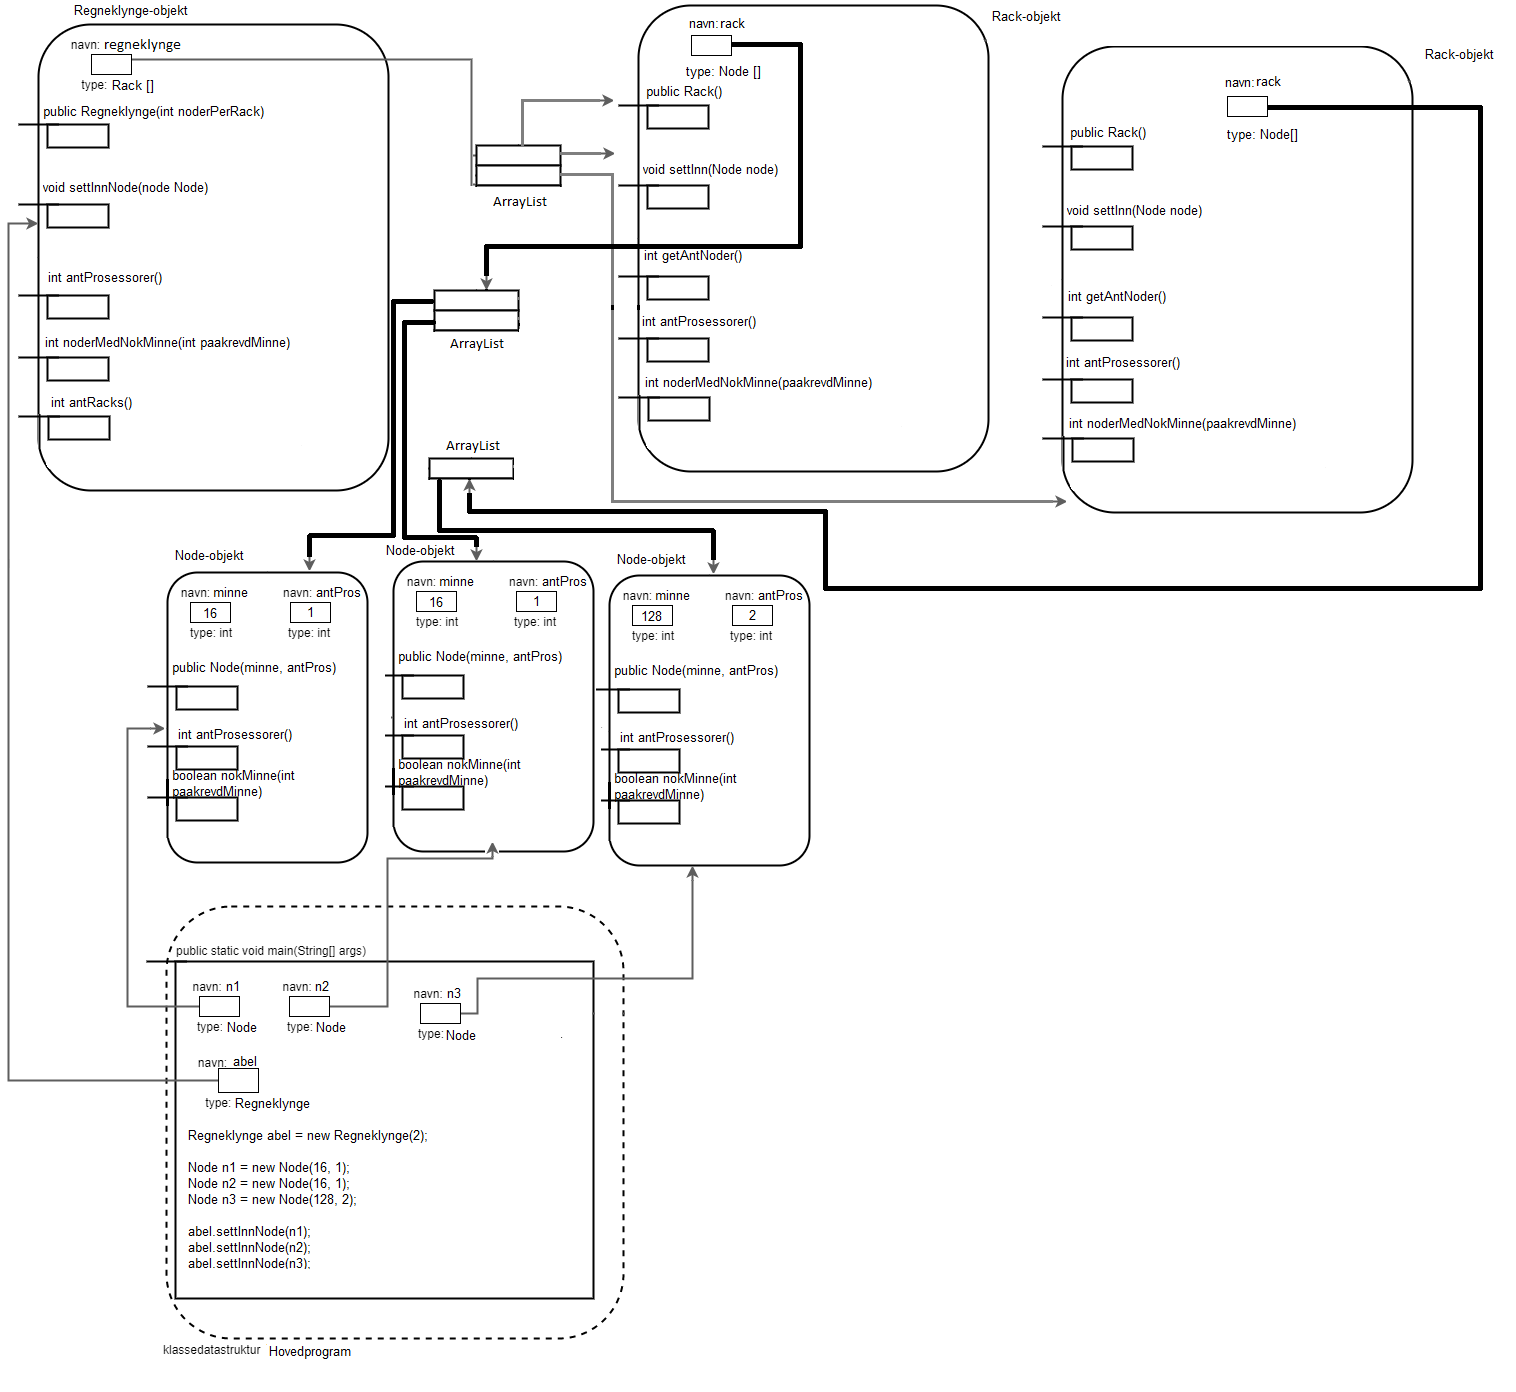 Regneklynge-objekt
navn: regneklynge
type: Rack []
public Regneklynge(int noderPerRack)
void settInnNode(node Node)
int antProsessorer()
int noderMedNokMinne(int paakrevdMinne)
int antRacks()
ArrayList
ArrayList
ArrayList
Rack-objekt
navn: rack
type: Node []
public Rack()
void settInn(Node node)
int getAntNoder()
int antProsessorer()
int noderMedNokMinne(paakrevdMinne)
Rack-objekt
navn: rack
type: Node[]
public Rack()
void settInn(Node node)
int getAntNoder()
int antProsessorer()
int noderMedNokMinne(paakrevdMinne)
Node-objekt
navn: minne
16
type: int
navn: antPros
1
type: int
public Node(minne, antPros)
int antProsessorer()
boolean nokMinne(int
paakrevdMinne)
Node-objekt
navn: minne
16
type: int
navn: antPros
1
type: int
public Node(minne, antPros)
int antProsessorer()
boolean nokMinne(int
paakrevdMinne)
Node-objekt
navn: minne
128
type: int
navn: antPros
2
type: int
public Node(minne, antPros)
int antProsessorer()
boolean nokMinne(int
paakrevdMinne)
public static void main(String[] args)
navn: n1
type: Node
navn: n2
type: Node
navn: n3
type: Node
navn: abel
type: Regneklynge
Regneklynge abel = new Regneklynge(2);
Node n1 = new Node(16, 1);
Node n2 = new Node(16, 1);
Node n3 = new Node(128, 2);
abel.settInnNode(n1);
abel.settInnNode(n2);
abel.settInnNode(n3);
klassedatastruktur Hovedprogram